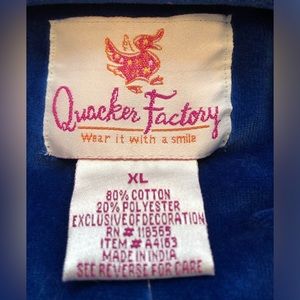 Quacker Factory
Wear it with a smile
XL
80% COTTON
20% POLYESTER
EXCLUSIVE OF DECORATION
RN# 118565
ITEM# A4163
MADE IN INDIA
SEE REVERSE FOR CARE